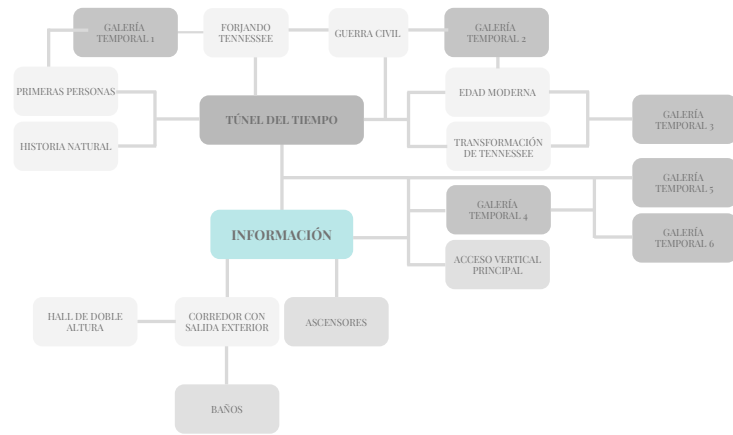 GALERÍA
TEMPORAL 1
FORJANDO
TENNESSEE
GUERRA CIVIL
GALERÍA
TEMPORAL 2
PRIMERAS PERSONAS
EDAD MODERNA
TÚNEL DEL TIEMPO
GALERÍA
TEMPORAL 3
HISTORIA NATURAL
TRANSFORMACIÓN
DE TENNESSEE
GALERÍA
TEMPORAL 5
GALERÍA
TEMPORAL 4
INFORMACIÓN
GALERÍA
TEMPORAL 6
ACCESO VERTICAL
PRINCIPAL
HALL DE DOBLE
ALTURA
CORREDOR CON
SALIDA EXTERIOR
ASCENSORES
BAÑOS